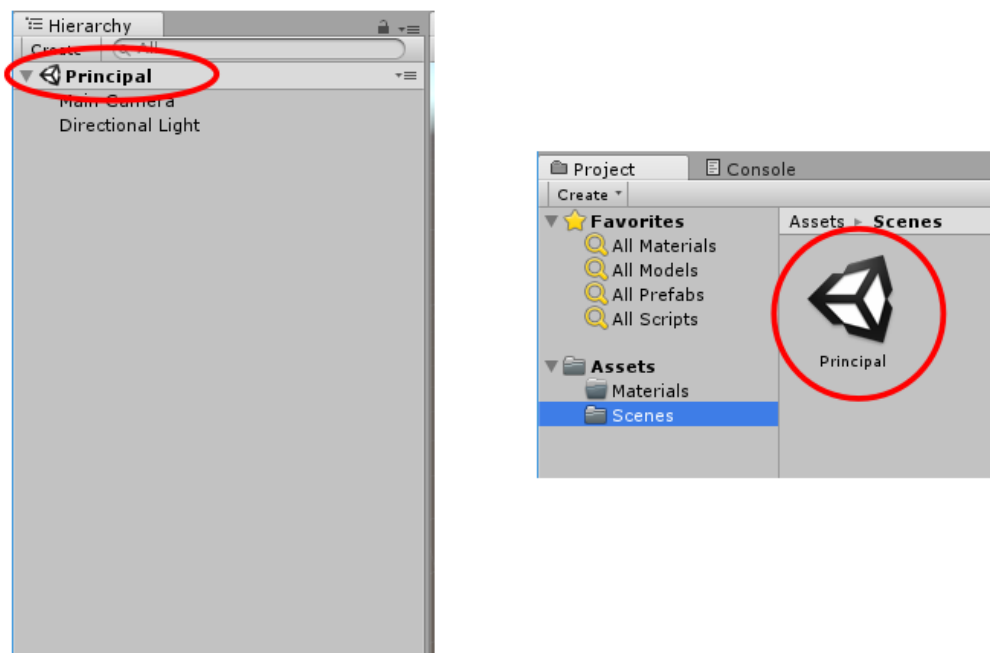 Hierarchy
Create All
Principal
Main Camera
Directional Light
Project Console
Create
Favorites
All Materials
All Models
All Prefabs
All Scripts
Assets
Materials
Scenes
Assets Scenes
Principal